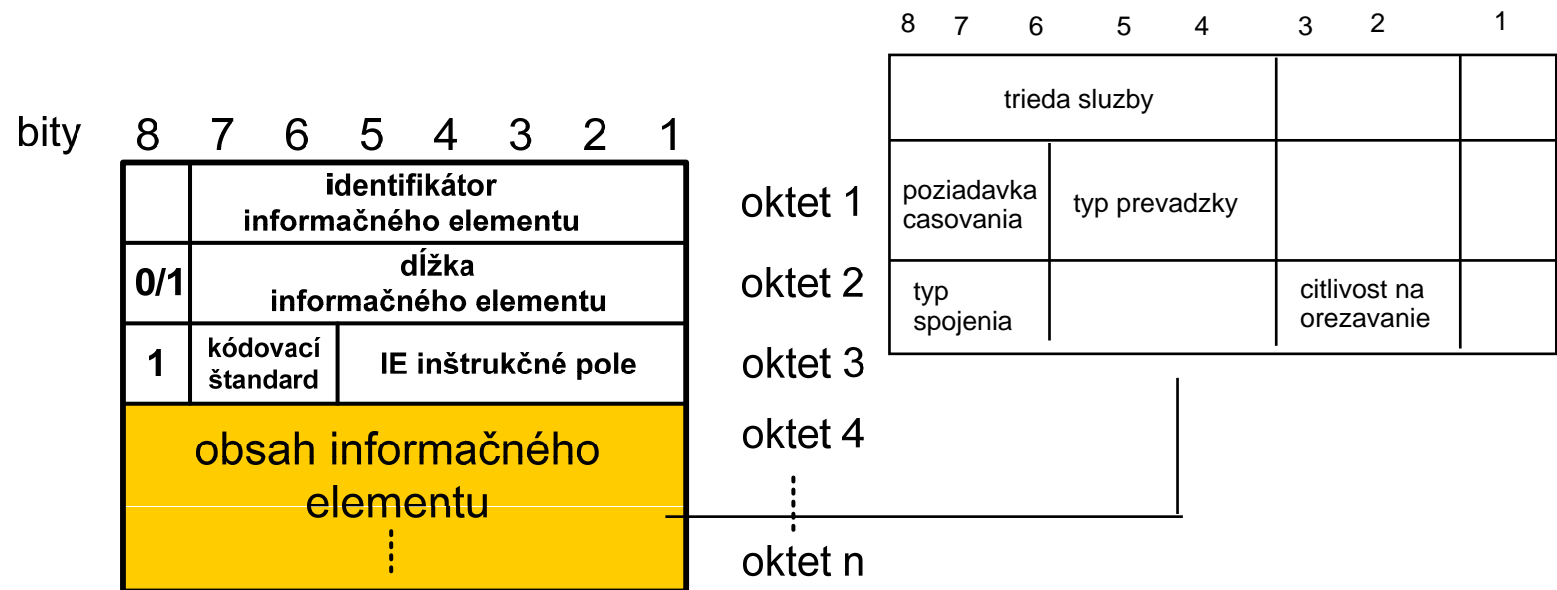 8 7 6 5 4 3 2 1
trieda sluzby
poziadavka
casovania
typ prevadzky
typ
spojenia
citlivost na
orezavanie
bity 8 7 6 5 4 3 2 1
identifikátor
informačného elementu
oktet 1
0/1
dĺžka
informačného elementu
oktet 2
1
kódovací
štandard
IE inštrukčné pole
oktet 3
obsah informačného
elementu
oktet 4
oktet n